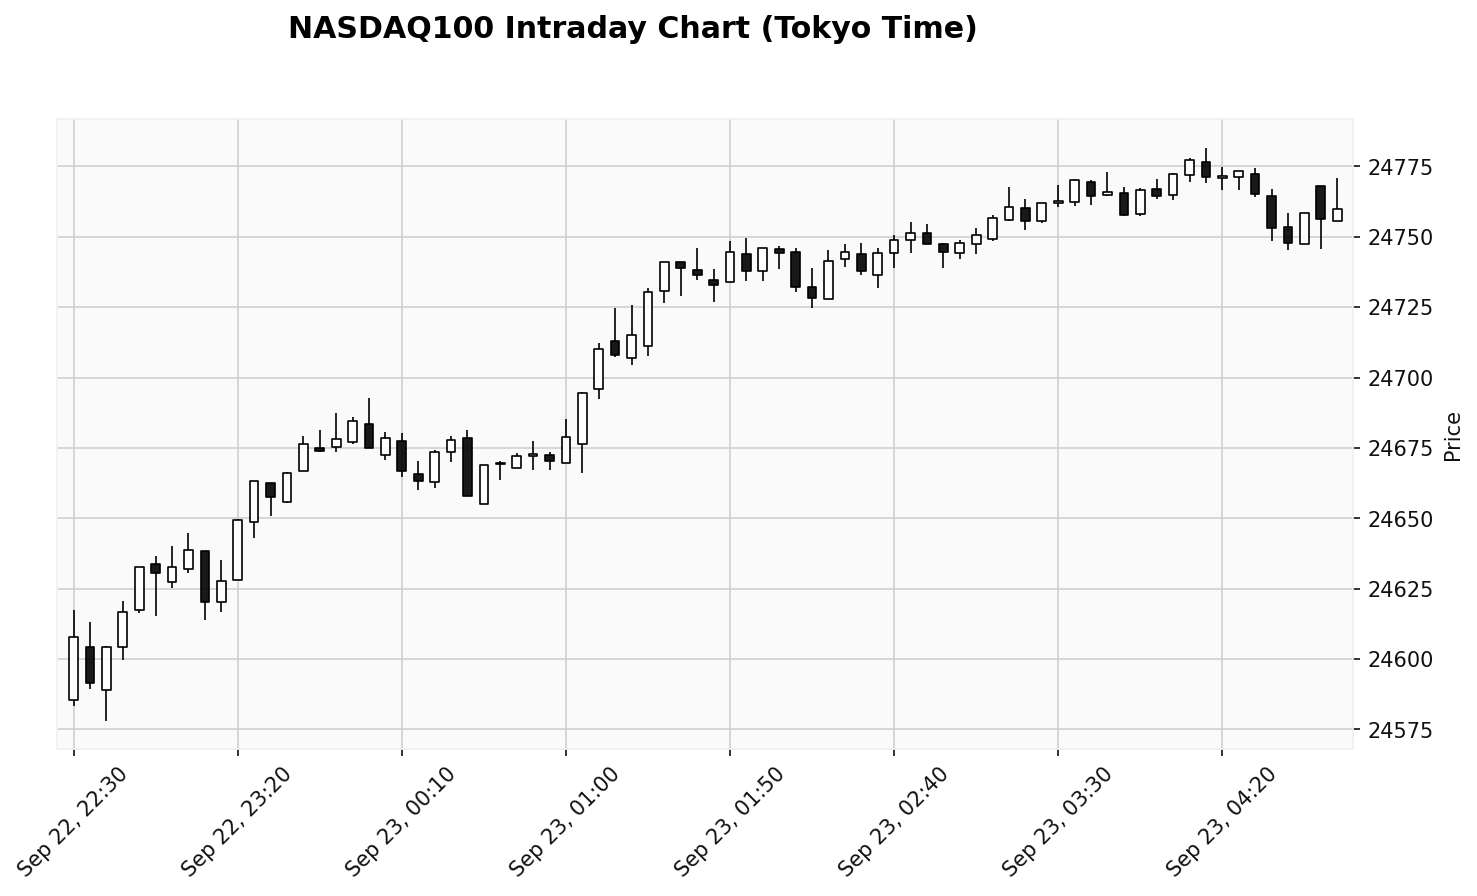 NASDAQ100 Intraday Chart (Tokyo Time)
24775
24750
24725
24700
24675
24650
24625
24600
24575
Price
Sep 22, 22:30
Sep 22, 23:20
Sep 23, 00:10
Sep 23, 01:00
Sep 23, 01:50
Sep 23, 02:40
Sep 23, 03:30
Sep 23, 04:20